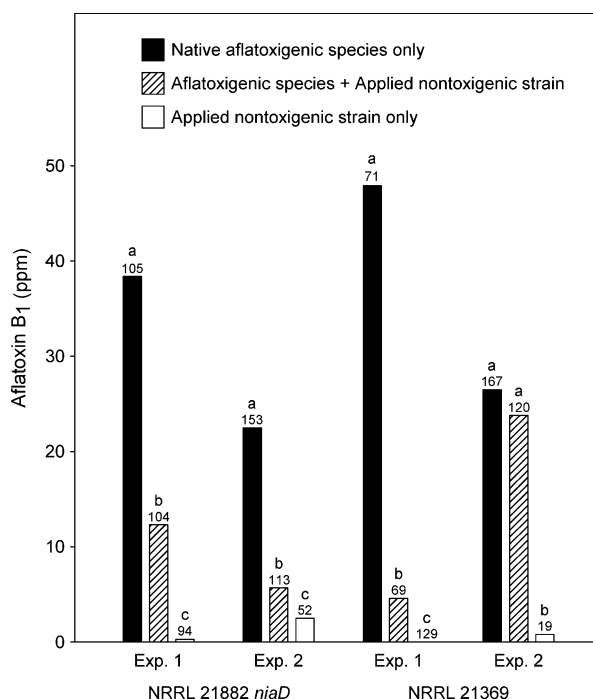 Native aflatoxigenic species only
Aflatoxigenic species + Applied nontoxigenic strain
Applied nontoxigenic strain only
Aflatoxin B1 (ppm)
50
40
30
20
10
0
a
105
b
104
c
94
a
153
b
113
c
52
a
71
b
69
c
129
a
167
a
120
b
19
Exp. 1
Exp. 2
Exp. 1
Exp. 2
NRRL 21882 niaD
NRRL 21369